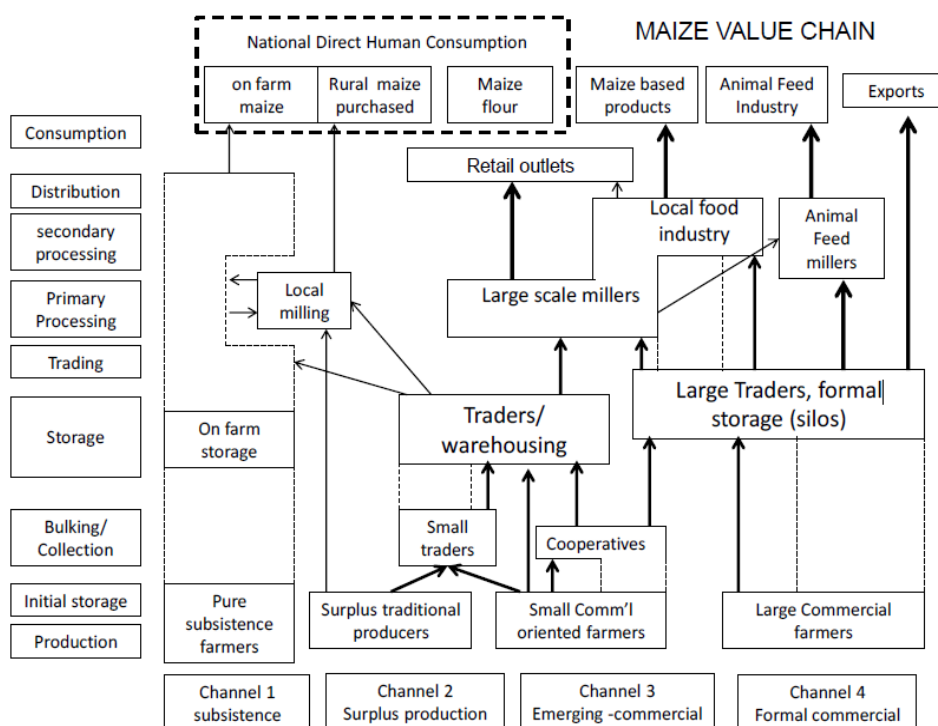 MAIZE VALUE CHAIN
National Direct Human Consumption
on farm
maize
Rural maize
purchased
Maize
flour
Maize based
products
Animal Feed
Industry
Exports
Consumption
Retail outlets
Distribution
secondary
processing
Local food
industry
Animal
Feed
millers
Primary
Processing
Local
milling
Large scale millers
Trading
Storage
On farm
storage
Traders/
warehousing
Large Traders, formal
storage (silos)
Bulking/
Collection
Small
traders
Cooperatives
Initial storage
Production
Pure
subsistence
farmers
Surplus traditional
producers
Small Comm'l
oriented farmers
Large Commercial
farmers
Channel 1
subsistence
Channel 2
Surplus production
Channel 3
Emerging -commercial
Channel 4
Formal commercial